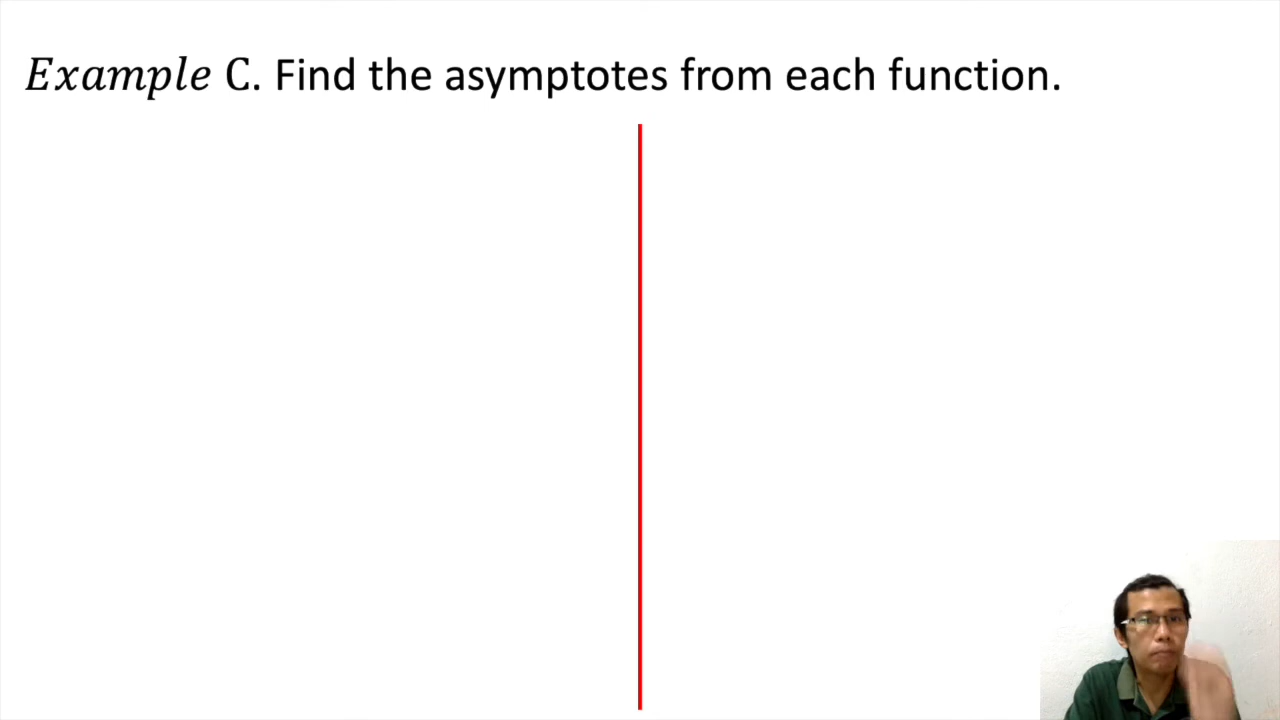 Example C. Find the asymptotes from each function.